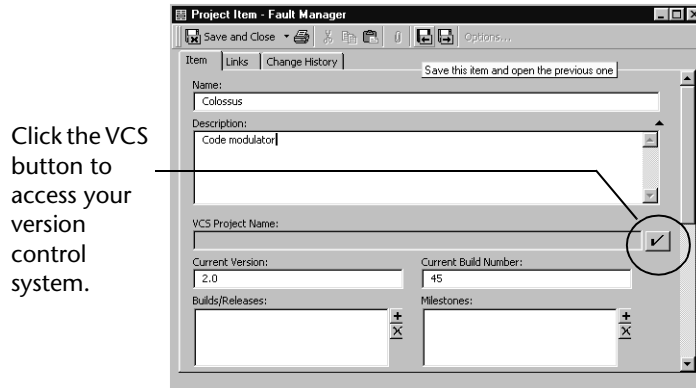 Project Item - Fault Manager
Save and Close
Options...
Item Links Change History
Save this item and open the previous one
Name:
Colossus
Description:
Code modulator
Click the VCS
button to
access your
version
control
system.
VCS Project Name:
Current Version: Current Build Number:
2.0 45
Builds/Releases: Milestones: